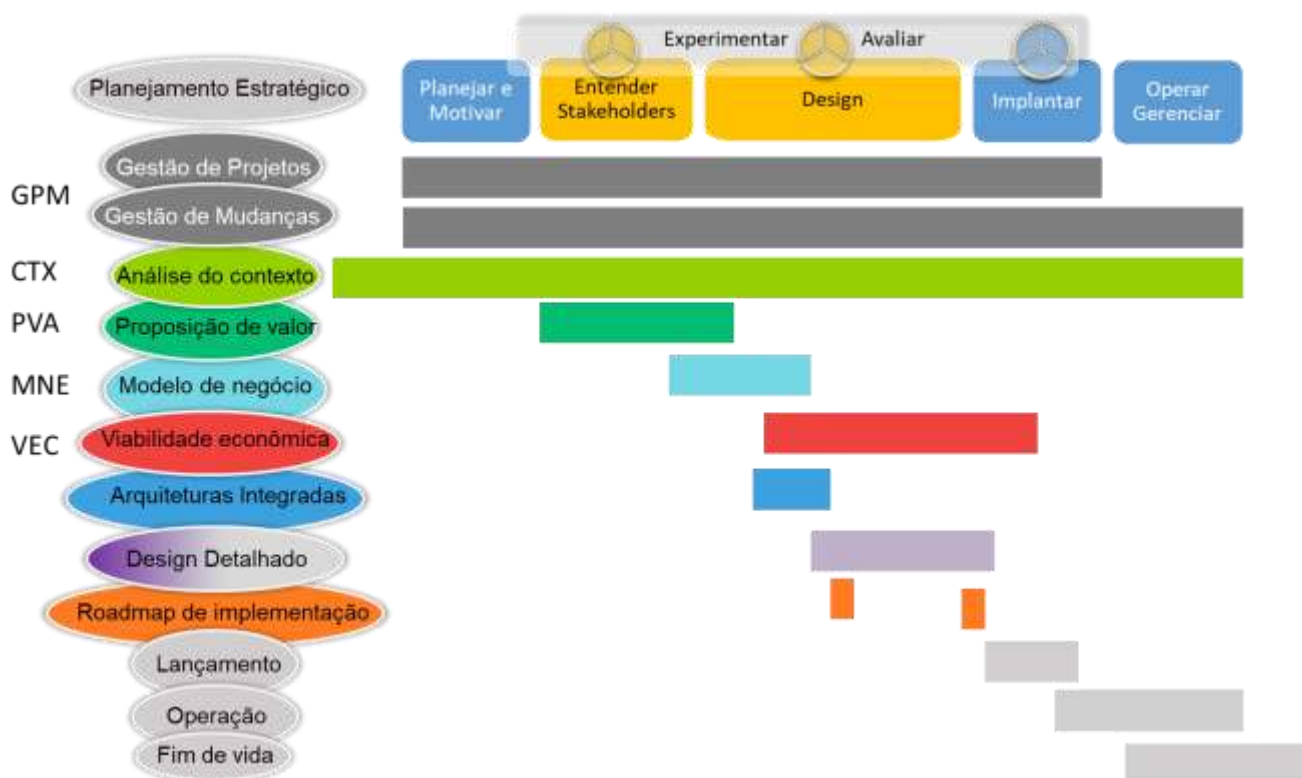 Experimentar
Avaliar
Planejamento Estratégico
Planejar e
Motivar
Entender
Stakeholders
Design
Implantar
Operar
Gerenciar
GPM
Gestão de Projetos
Gestão de Mudanças
CTX
Análise do contexto
PVA
Proposição de valor
MNE
Modelo de negócio
VEC
Viabilidade econômica
Arquiteturas Integradas
Design Detalhado
Roadmap de implementação
Lançamento
Operação
Fim de vida